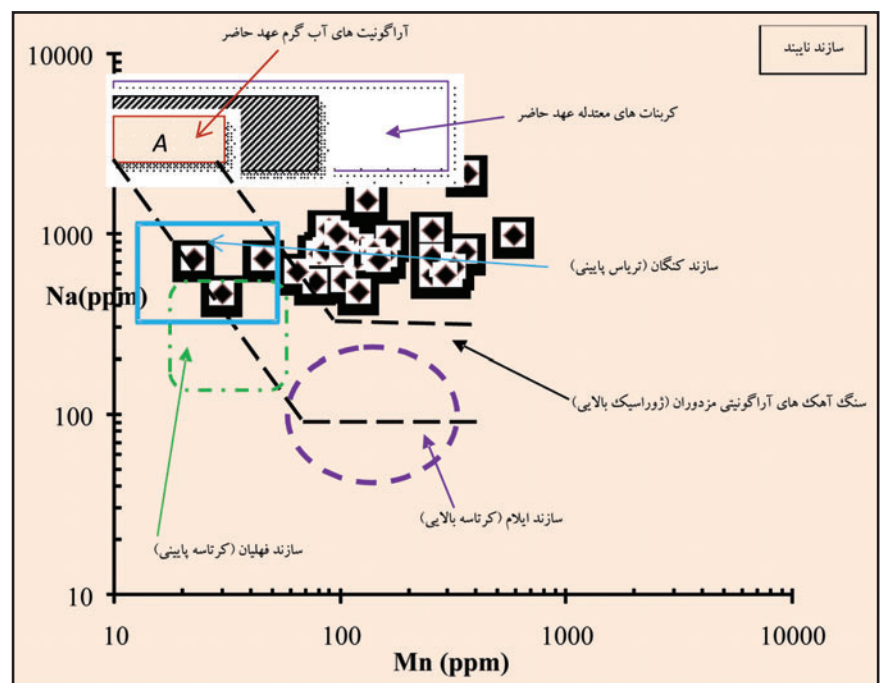 آراگونیت های آب گرم عهد حاضر
سازند نایبند
10000
A
کربنات های معتدله عهد حاضر
1000
سازند کنگان (تریاس پایینی)
Na(ppm)
سنگ آهک های آراگونیتی مزدوران (ژوراسیک بالایی)
100
سازند ایلام (کرتاسه بالایی)
سازند فهلیان (کرتاسه پایینی)
10
10
100
1000
10000
Mn (ppm)